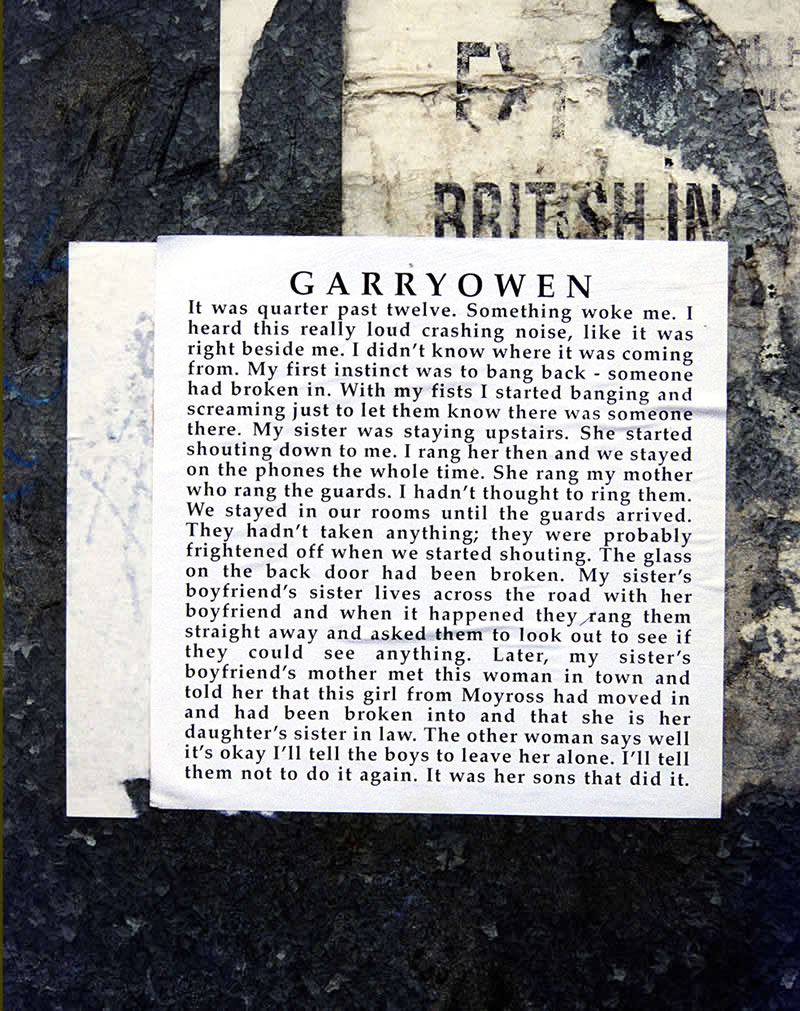 BRITISH IN
GARRYOWEN
It was quarter past twelve. Something woke me. I
heard this really loud crashing noise, like it was
right beside me. I didn't know where it was coming
from. My first instinct was to bang back - someone
had broken in. With my fists I started banging and
screaming just to let them know there was someone
there. My sister was staying upstairs. She started
shouting down to me. I rang her then and we stayed
on the phones the whole time. She rang my mother
who rang the guards. I hadn't thought to ring them.
We stayed in our rooms until the guards arrived.
They hadn't taken anything; they were probably
frightened off when we started shouting. The glass
on the back door had been broken. My sister's
boyfriend's sister lives across the road with her
boyfriend and when it happened they rang them
straight away and asked them to look out to see if
they could see anything. Later, my sister's
boyfriend's mother met this woman in town and
told her that this girl from Moyross had moved in
and had been broken into and that she is her
daughter's sister in law. The other woman says well
it's okay I'll tell the boys to leave her alone. I'll tell
them not to do it again. It was her sons that did it.